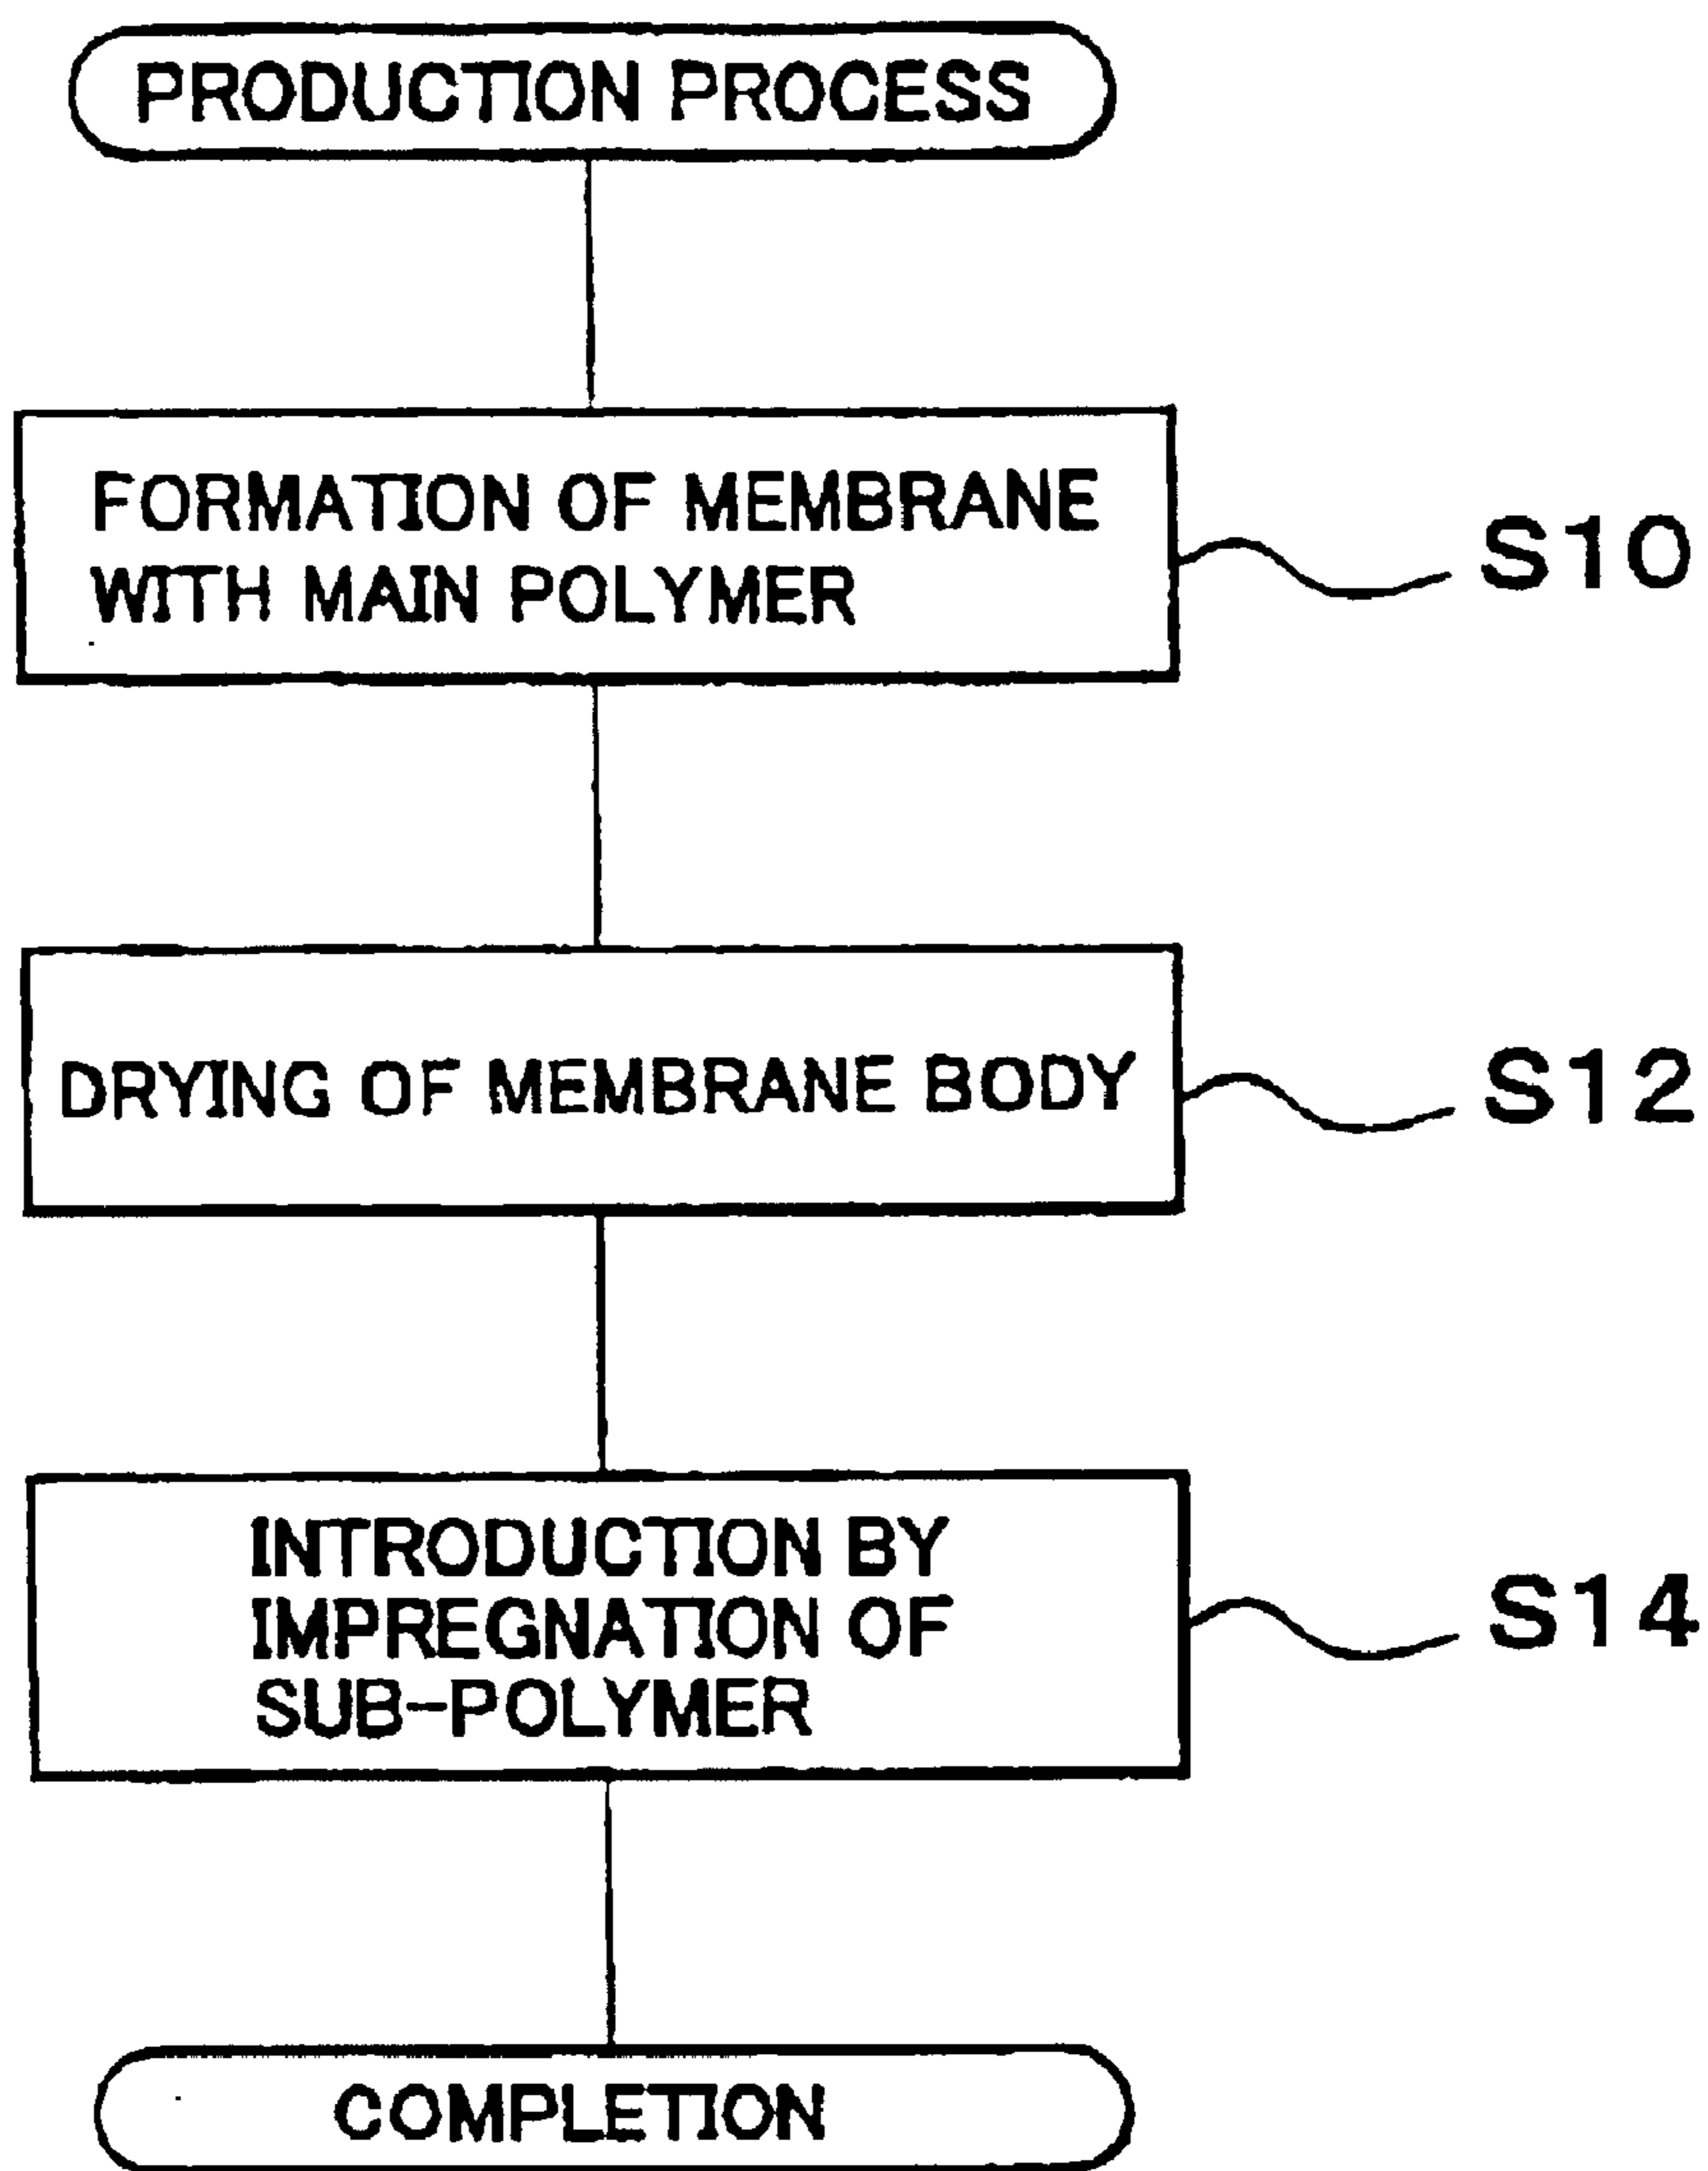 PRODUCTION PROCESS
FORMATION OF MEMBRANE
WITH MAIN POLYMER
S10
DRYING OF MEMBRANE BODY
S12
INTRODUCTION BY
IMPREGNATION OF
SUB-POLYMER
S14
COMPLETION